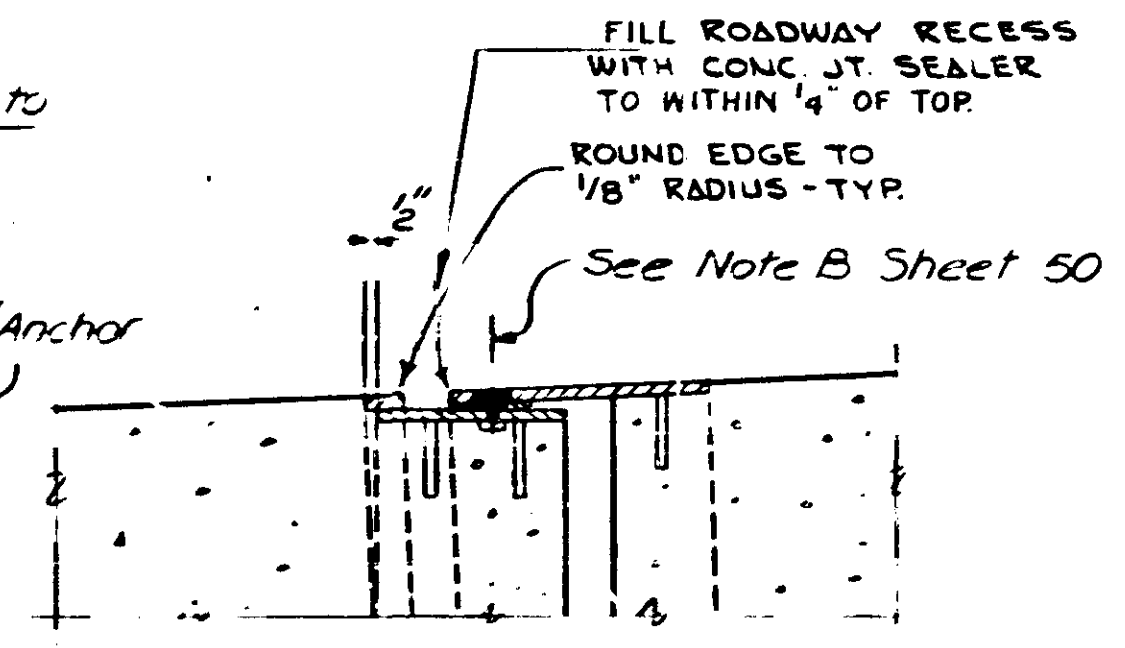 FILL ROADWAY RECESS
WITH CONC. JT. SEALER
TO WITHIN 1/4" OF TOP.
to
ROUND EDGE TO
1/8" RADIUS - TYP.
1/2"
See Note B Sheet 50
Anchor